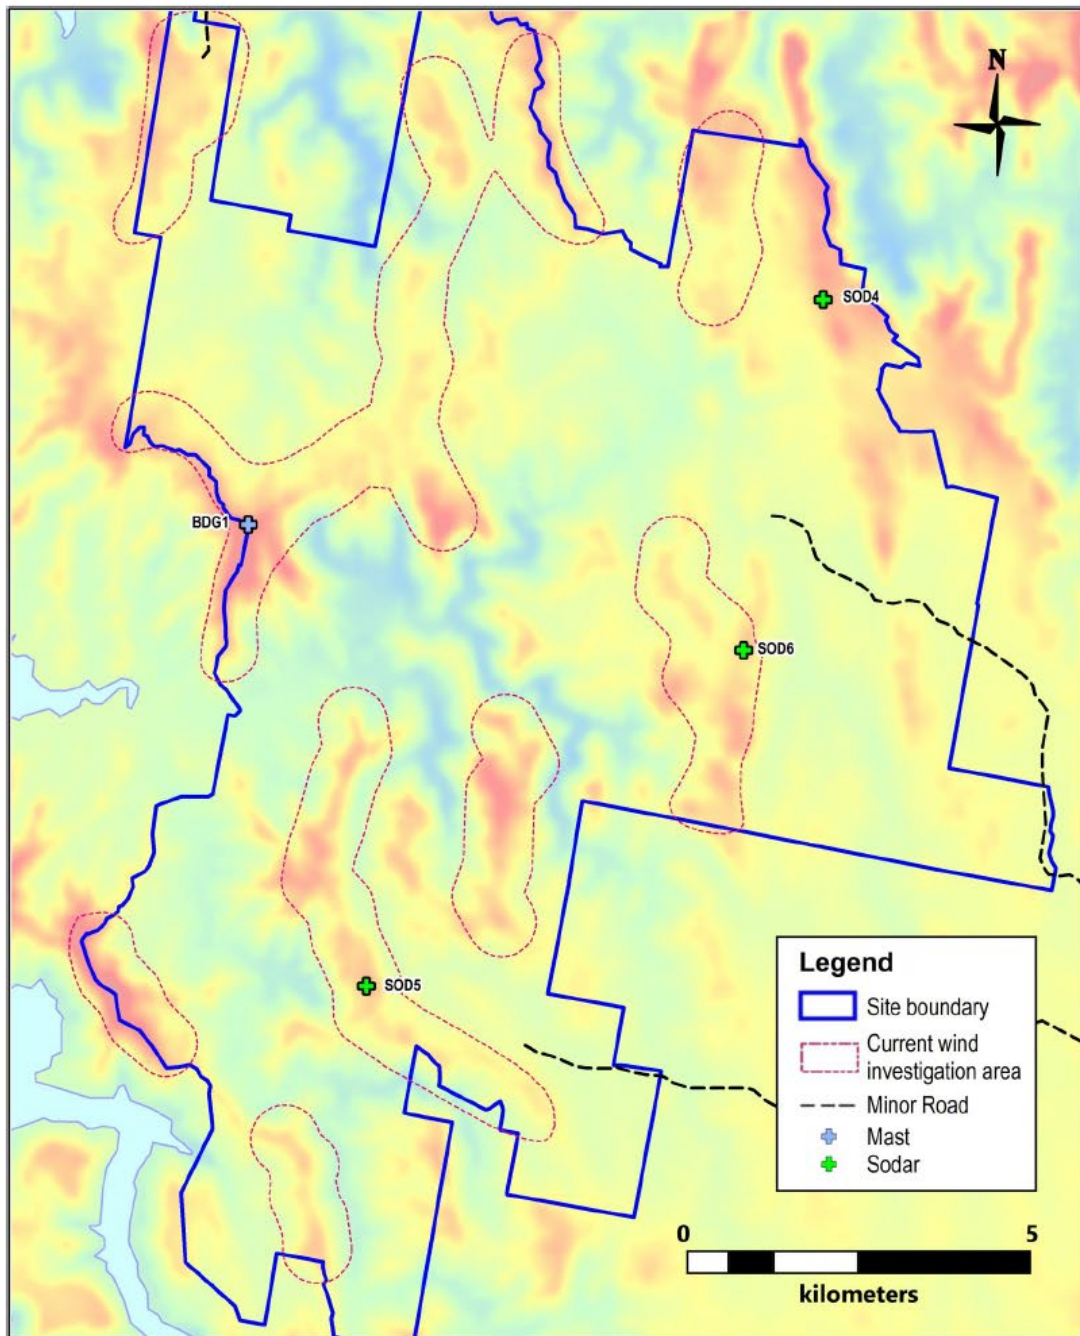 N
SOD4
BDG1
SOD6
SOD5
Legend
Site boundary
Current wind
investigation area
Minor Road
Mast
Sodar
0 5
kilometers